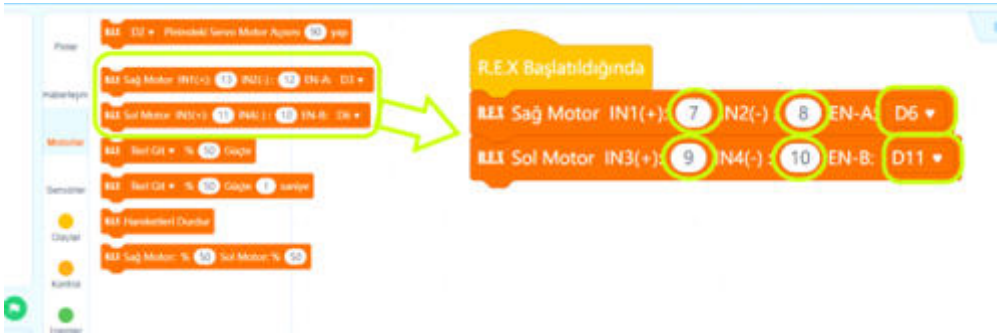 Pinler
R.E.X D2 ▾ Pinindeki Servo Motor Açısını 90 yap
R.E.X Sağ Motor IN1(+): 13 IN2(-): 12 EN-A: D3 ▾
Haberleşm
R.E.X Sol Motor IN3(+): 11 IN4(-): 10 EN-B: D6 ▾
Motorlar
R.E.X İleri Git ▾ % 50 Güçte
R.E.X İleri Git ▾ % 50 Güçte 1 saniye
Sensörler
R.E.X Hareketleri Durdur
Olaylar
R.E.X Sağ Motor: % 50 Sol Motor: % 50
Kontrol
İşlemler
R.E.X Başlatıldığında
R.E.X Sağ Motor IN1(+): 7 IN2(-) : 8 EN-A: D6 ▾
R.E.X Sol Motor IN3(+): 9 IN4(-) : 10 EN-B: D11 ▾